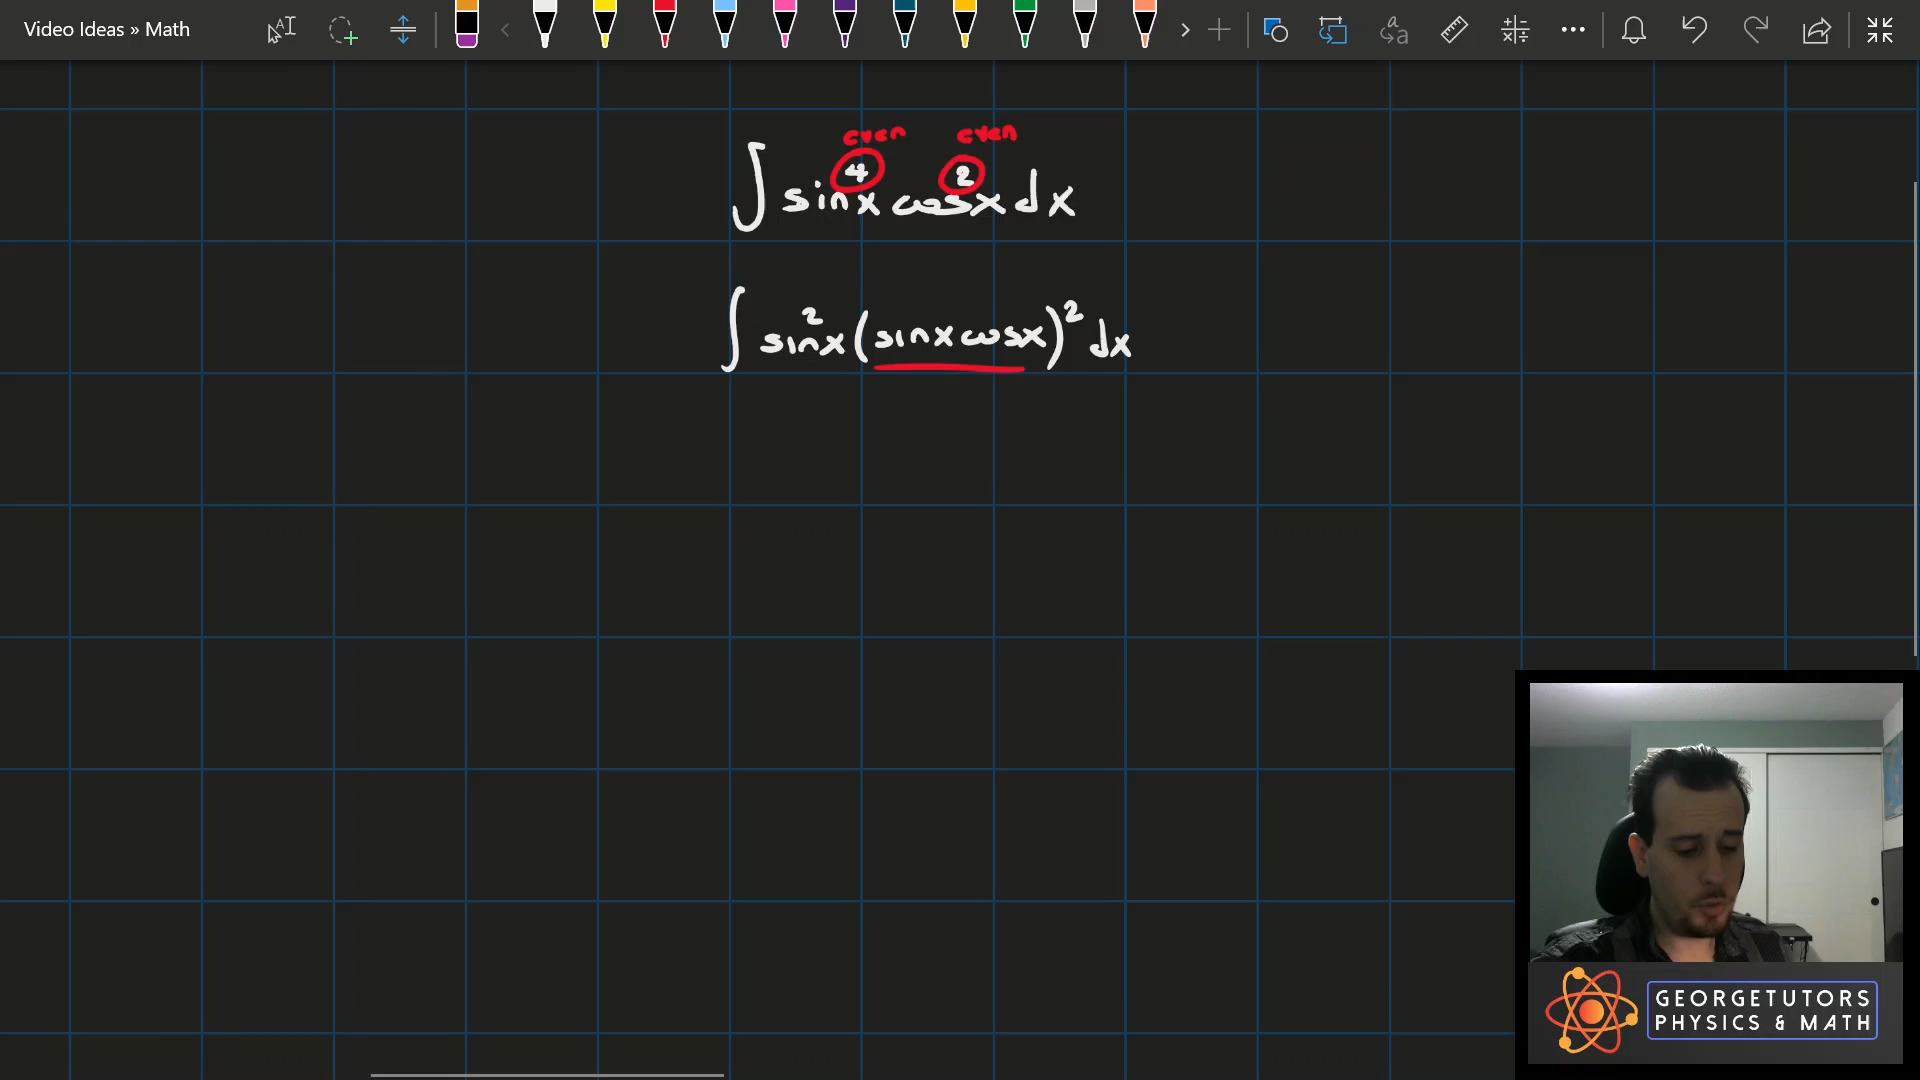 Video Ideas » Math
even even
∫ sin⁴x cos²x dx
∫ sin²x (sinx cosx)² dx
GEORGETUTORS
PHYSICS & MATH